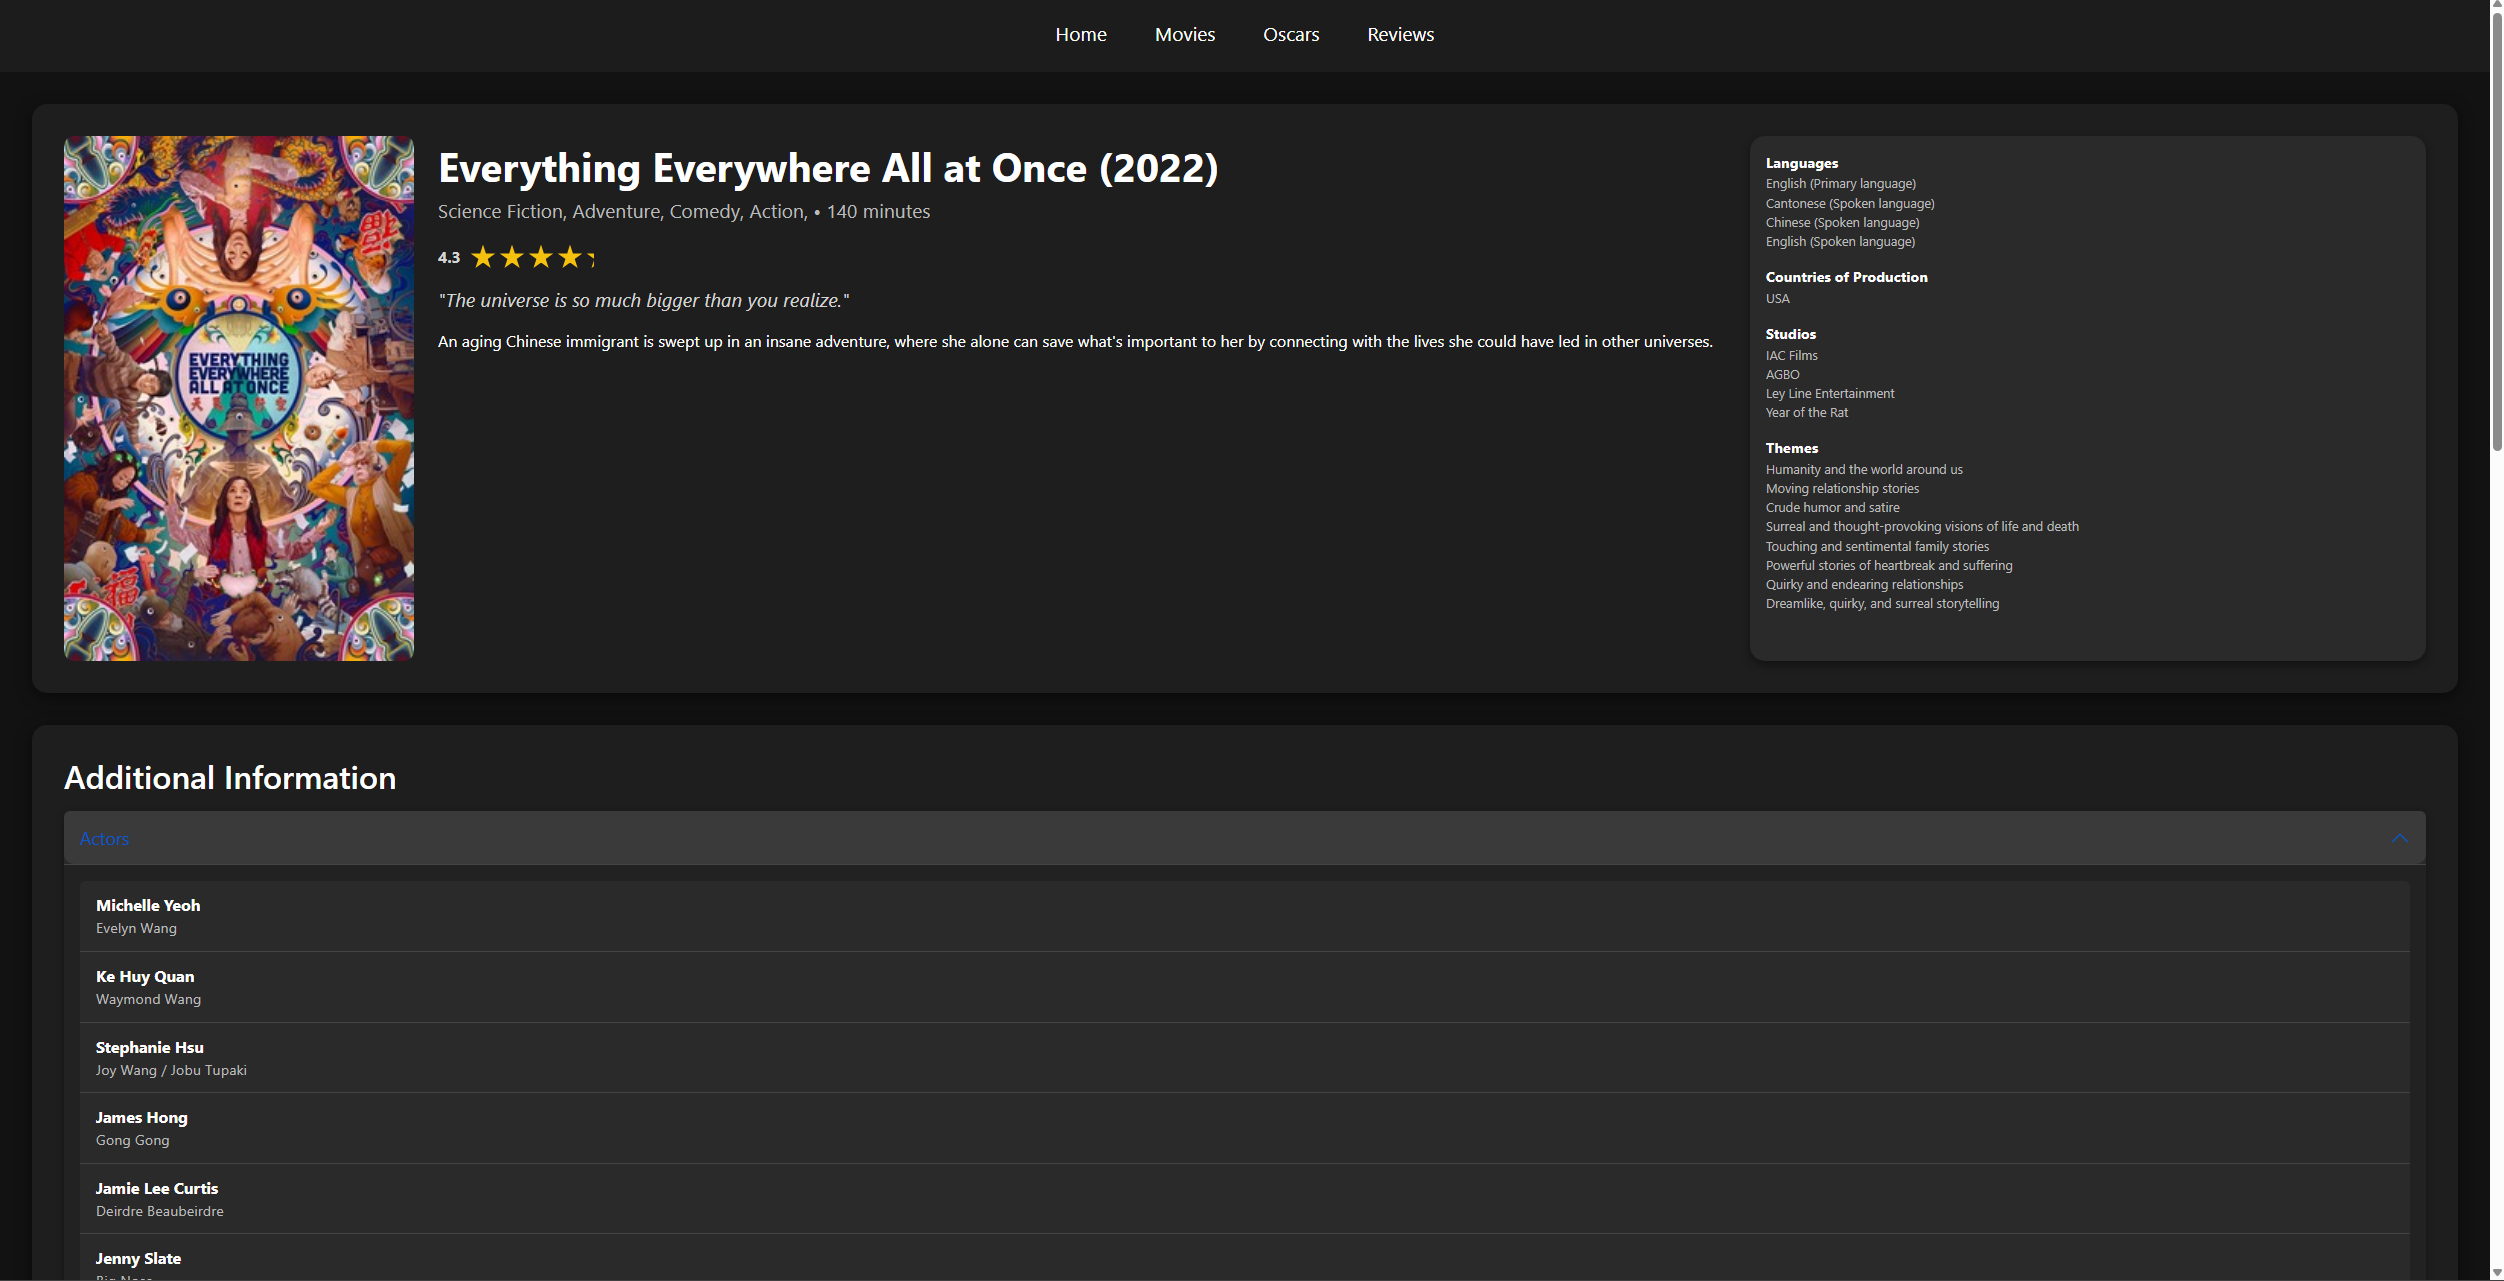 Home Movies Oscars Reviews
Everything Everywhere All at Once (2022)
Science Fiction, Adventure, Comedy, Action, • 140 minutes
4.3 ★★★★
"The universe is so much bigger than you realize."
An aging Chinese immigrant is swept up in an insane adventure, where she alone can save what's important to her by connecting with the lives she could have led in other universes.
EVERYTHING
EVERYWHERE
ALL AT ONCE
福
Languages
English (Primary language)
Cantonese (Spoken language)
Chinese (Spoken language)
English (Spoken language)
Countries of Production
USA
Studios
IAC Films
AGBO
Ley Line Entertainment
Year of the Rat
Themes
Humanity and the world around us
Moving relationship stories
Crude humor and satire
Surreal and thought-provoking visions of life and death
Touching and sentimental family stories
Powerful stories of heartbreak and suffering
Quirky and endearing relationships
Dreamlike, quirky, and surreal storytelling
Additional Information
Actors
Michelle Yeoh
Evelyn Wang
Ke Huy Quan
Waymond Wang
Stephanie Hsu
Joy Wang / Jobu Tupaki
James Hong
Gong Gong
Jamie Lee Curtis
Deirdre Beaubeirdre
Jenny Slate